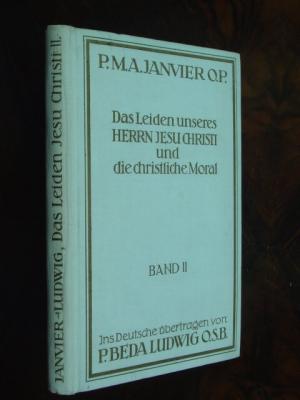 P.M.A. JANVIER O.P.
Das Leiden unseres
HERRN JESU CHRISTI
und
die christliche Moral
BAND II
Ins Deutsche übertragen von
P. BEDA LUDWIG O.S.B.
JANVIER-LUDWIG, Das Leiden Jesu Christi II.